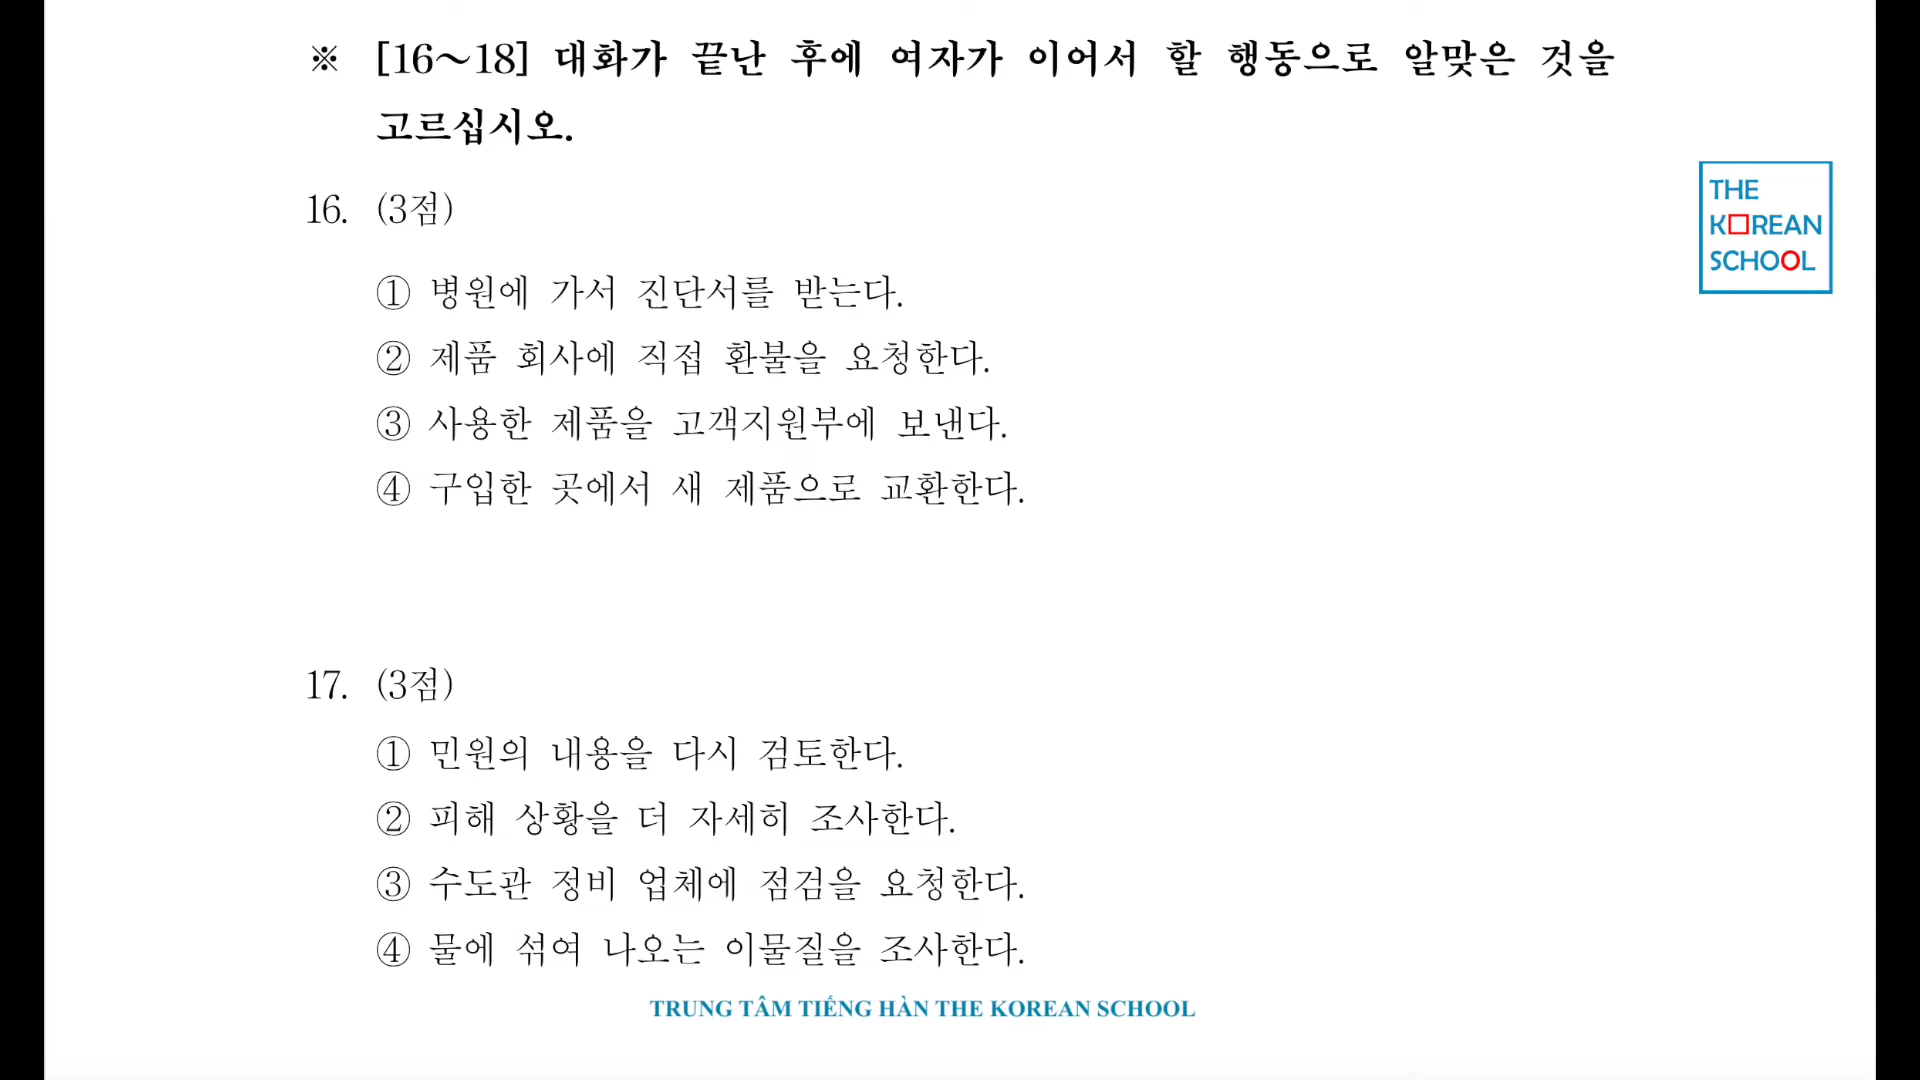 ※ [16～18] 대화가 끝난 후에 여자가 이어서 할 행동으로 알맞은 것을
고르십시오.
THE
KOREAN
SCHOOL
16. (3점)
① 병원에 가서 진단서를 받는다.
② 제품 회사에 직접 환불을 요청한다.
③ 사용한 제품을 고객지원부에 보낸다.
④ 구입한 곳에서 새 제품으로 교환한다.
17. (3점)
① 민원의 내용을 다시 검토한다.
② 피해 상황을 더 자세히 조사한다.
③ 수도관 정비 업체에 점검을 요청한다.
④ 물에 섞여 나오는 이물질을 조사한다.
TRUNG TÂM TIẾNG HÀN THE KOREAN SCHOOL